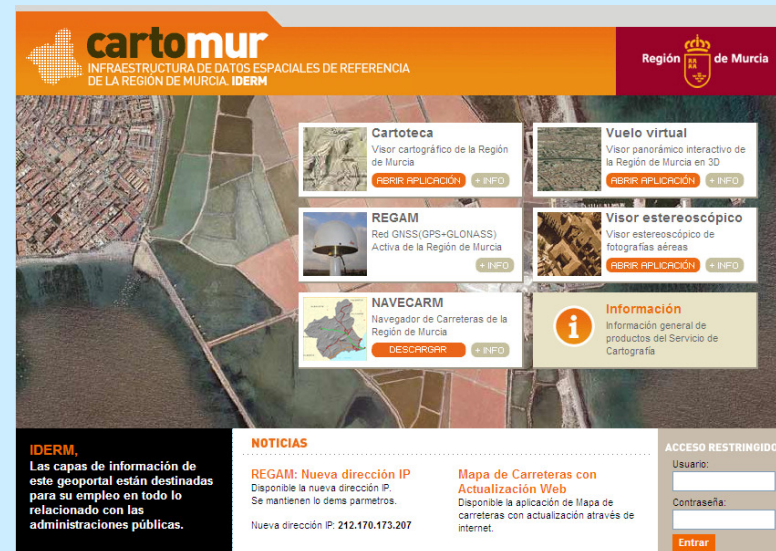 cartomur
INFRAESTRUCTURA DE DATOS ESPACIALES DE REFERENCIA
DE LA REGIÓN DE MURCIA. IDERM
Región de Murcia
Cartoteca
Visor cartográfico de la Región
de Murcia
ABRIR APLICACIÓN + INFO
Vuelo virtual
Visor panorámico interactivo de
la Región de Murcia en 3D
ABRIR APLICACIÓN + INFO
REGAM
Red GNSS(GPS+GLONASS)
Activa de la Región de Murcia
+ INFO
Visor estereoscópico
Visor estereoscópico de
fotografías aéreas
ABRIR APLICACIÓN + INFO
NAVECARM
Navegador de Carreteras de la
Región de Murcia
DESCARGAR + INFO
Información
Información general de
productos del Servicio de
Cartografía
IDERM,
Las capas de información de
este geoportal están destinadas
para su empleo en todo lo
relacionado con las
administraciones públicas.
NOTICIAS
REGAM: Nueva dirección IP
Disponible la nueva dirección IP.
Se mantienen lo dems parmetros.
Nueva dirección IP: 212.170.173.207
Mapa de Carreteras con
Actualización Web
Disponible la aplicación de Mapa de
carreteras con actualización através de
internet.
ACCESO RESTRINGIDO
Usuario:
Contraseña:
Entrar